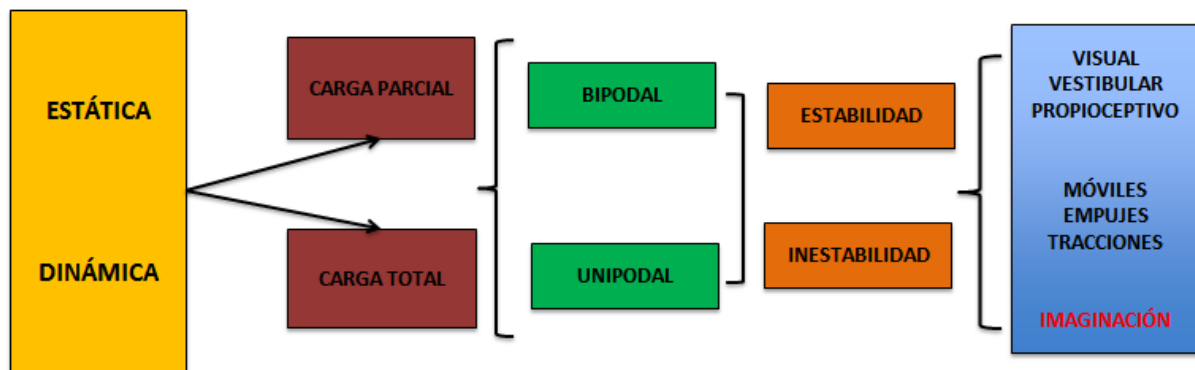 ESTÁTICA
DINÁMICA
CARGA PARCIAL
CARGA TOTAL
BIPODAL
UNIPODAL
ESTABILIDAD
INESTABILIDAD
VISUAL
VESTIBULAR
PROPIOCEPTIVO
MÓVILES
EMPUJES
TRACCIONES
IMAGINACIÓN